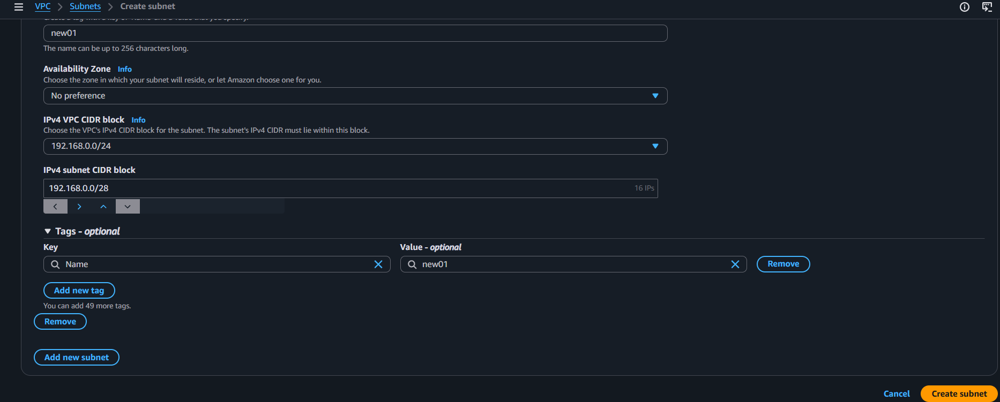 VPC > Subnets > Create subnet
new01
The name can be up to 256 characters long.
Availability Zone Info
Choose the zone in which your subnet will reside, or let Amazon choose one for you.
No preference
IPv4 VPC CIDR block Info
Choose the VPC's IPv4 CIDR block for the subnet. The subnet's IPv4 CIDR must lie within this block.
192.168.0.0/24
IPv4 subnet CIDR block
192.168.0.0/28 16 IPs
Tags - optional
Key Value - optional
Name new01 Remove
Add new tag
You can add 49 more tags.
Remove
Add new subnet
Cancel Create subnet